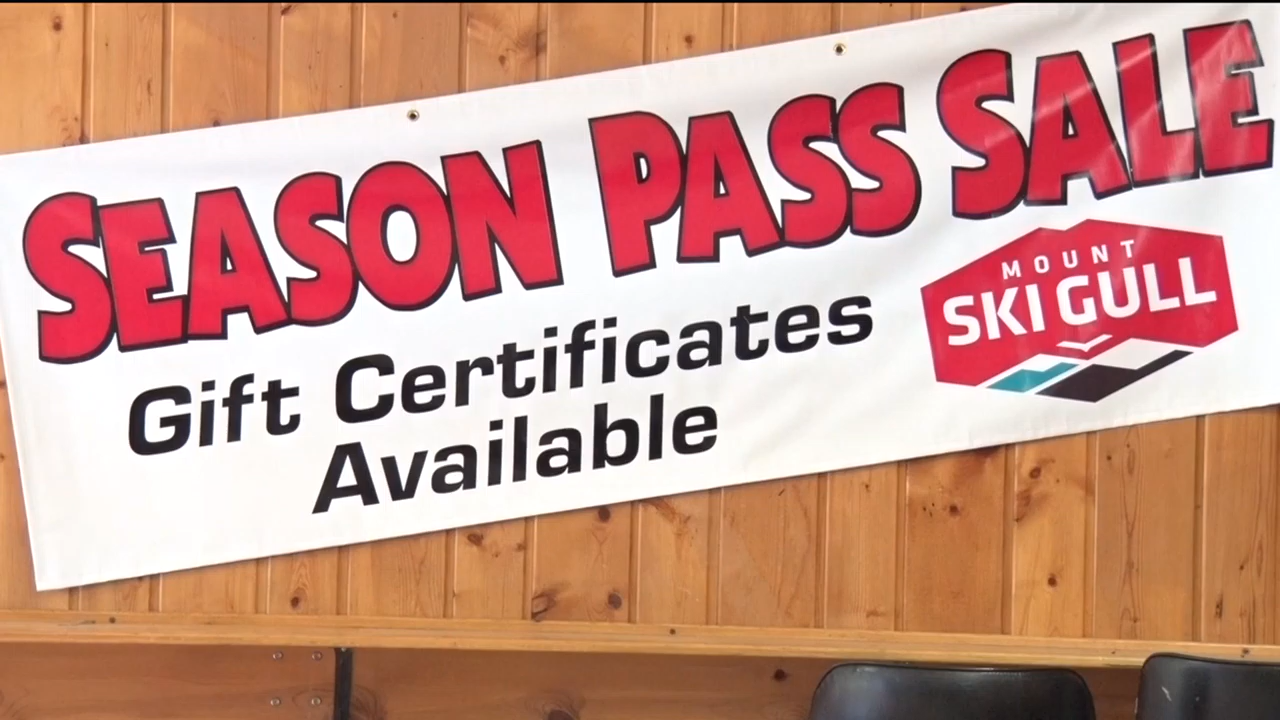 SEASON PASS SALE
Gift Certificates
Available
MOUNT
SKI GULL